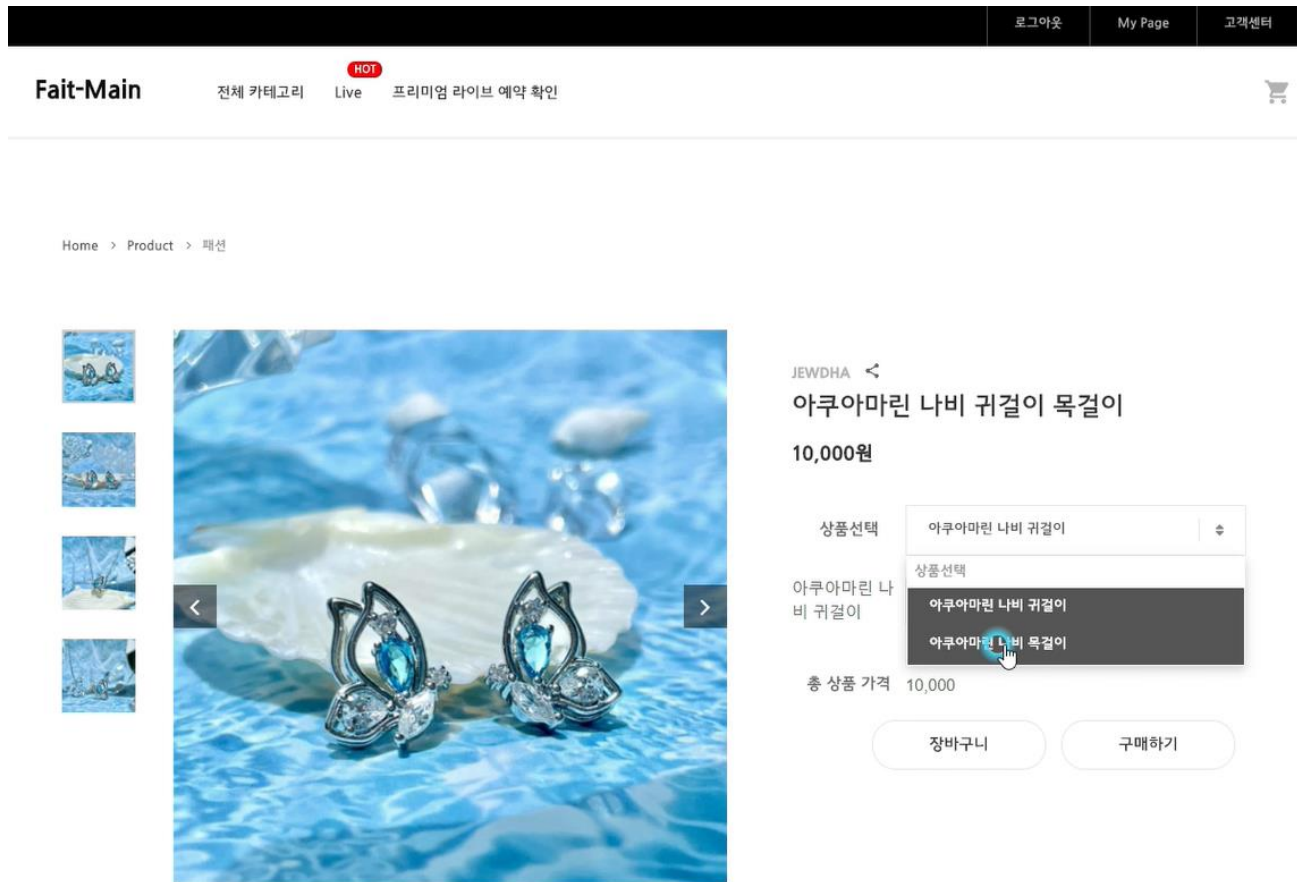 로그아웃 My Page 고객센터
HOT
Fait-Main 전체 카테고리 Live 프리미엄 라이브 예약 확인
Home > Product > 패션
JEWDHA
아쿠아마린 나비 귀걸이 목걸이
10,000원
상품선택 아쿠아마린 나비 귀걸이
상품선택
아쿠아마린 나
비 귀걸이
아쿠아마린 나비 귀걸이
아쿠아마린 나비 목걸이
총 상품 가격 10,000
장바구니 구매하기